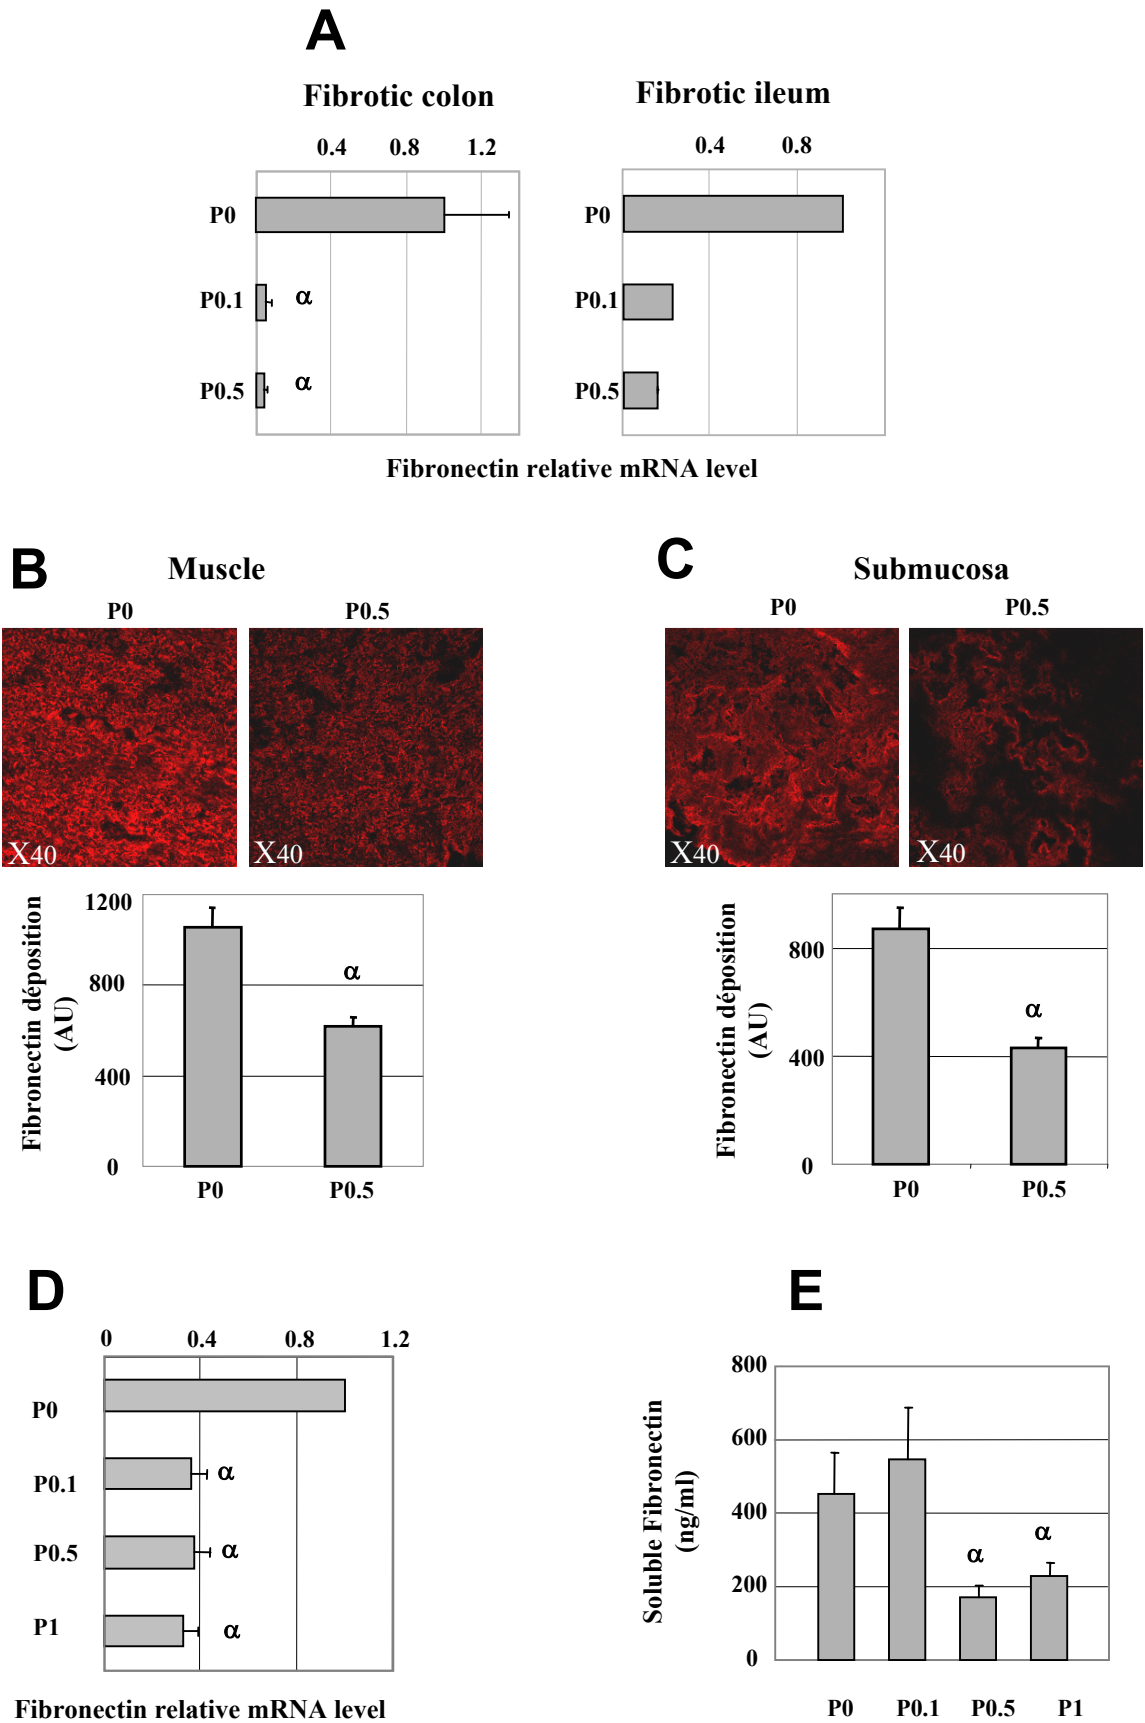 A
Fibrotic colon
Fibrotic ileum
0.4 0.8 1.2
0.4 0.8
P0
P0
P0.1 α
P0.1
P0.5 α
P0.5
Fibronectin relative mRNA level
B
Muscle
P0 P0.5
X40 X40
Fibronectin déposition
(AU)
1200
800
400
0
α
P0 P0.5
C
Submucosa
P0 P0.5
X40 X40
Fibronectin déposition
(AU)
800
400
0
α
P0 P0.5
D
0 0.4 0.8 1.2
P0
P0.1 α
P0.5 α
P1 α
Fibronectin relative mRNA level
E
Soluble Fibronectin
(ng/ml)
800
600
400
200
0
α α
P0 P0.1 P0.5 P1